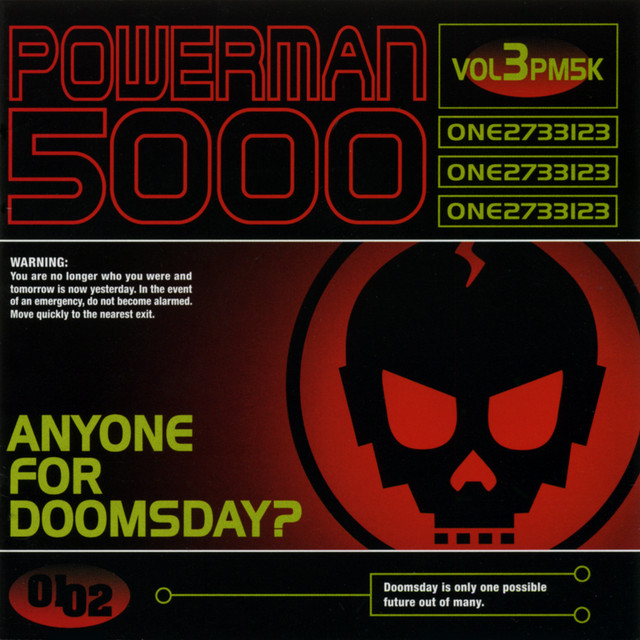 POWERMAN
5000
VOL3PM5K
ONE2733123
ONE2733123
ONE2733123
WARNING:
You are no longer who you were and
tomorrow is now yesterday. In the event
of an emergency, do not become alarmed.
Move quickly to the nearest exit.
ANYONE
FOR
DOOMSDAY?
0102
Doomsday is only one possible
future out of many.